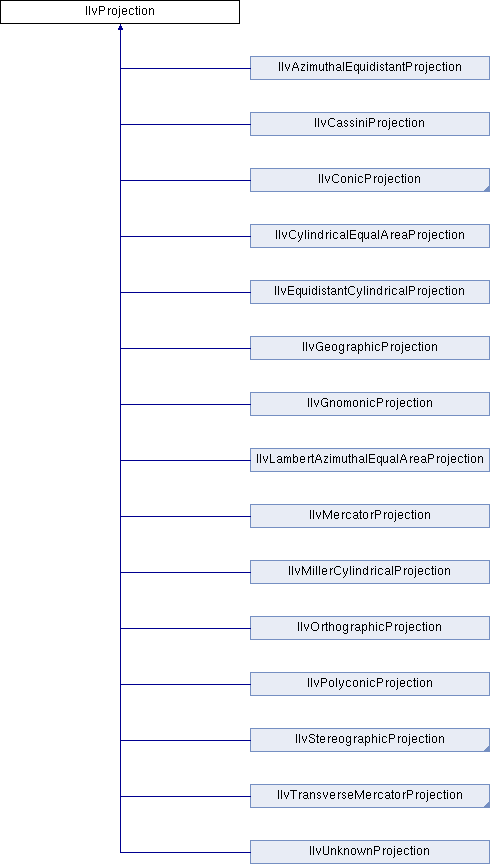 IlvProjection
IlvAzimuthalEquidistantProjection
IlvCassiniProjection
IlvConicProjection
IlvCylindricalEqualAreaProjection
IlvEquidistantCylindricalProjection
IlvGeographicProjection
IlvGnomonicProjection
IlvLambertAzimuthalEqualAreaProjection
IlvMercatorProjection
IlvMillerCylindricalProjection
IlvOrthographicProjection
IlvPolyconicProjection
IlvStereographicProjection
IlvTransverseMercatorProjection
IlvUnknownProjection